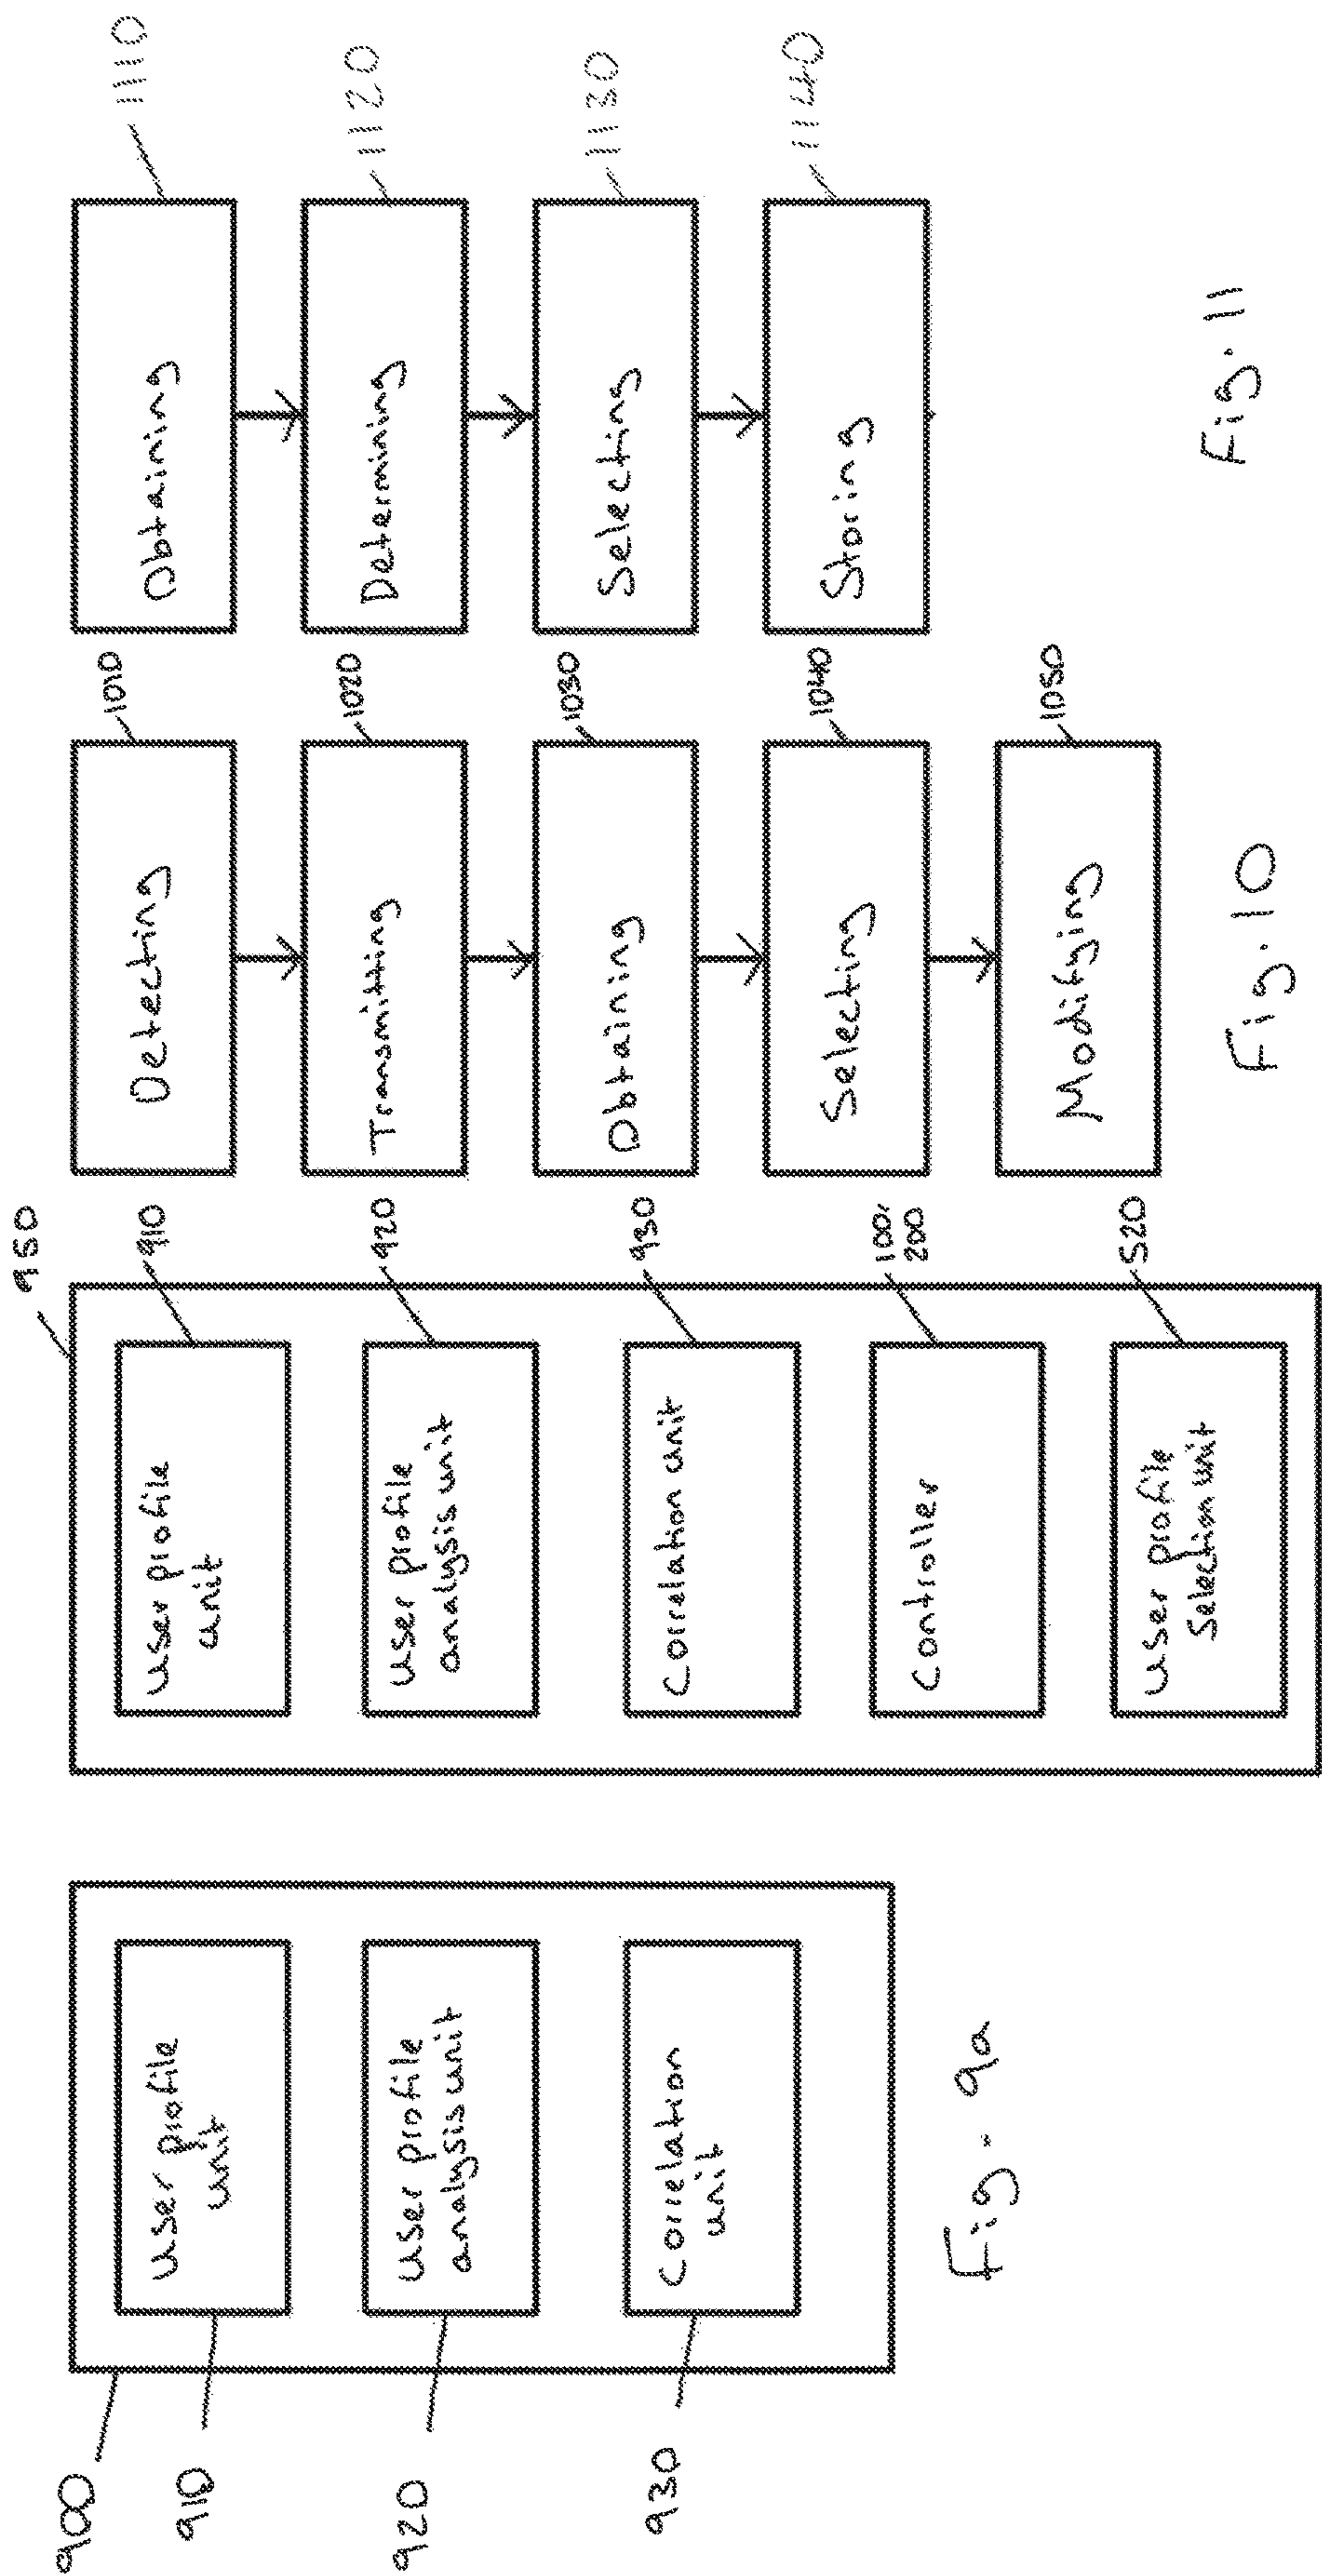 900
910
User profile
unit
920
User profile
analysis unit
930
Correlation
unit
Fig. 9a
950
910
User profile
unit
920
User profile
analysis unit
930
Correlation unit
100,
200
Controller
520
User profile
Selection unit
1010
Detecting
1020
Transmitting
1030
Obtaining
1040
Selecting
1050
Modifying
Fig. 10
1110
Obtaining
1120
Determining
1130
Selecting
1140
Storing
Fig. 11